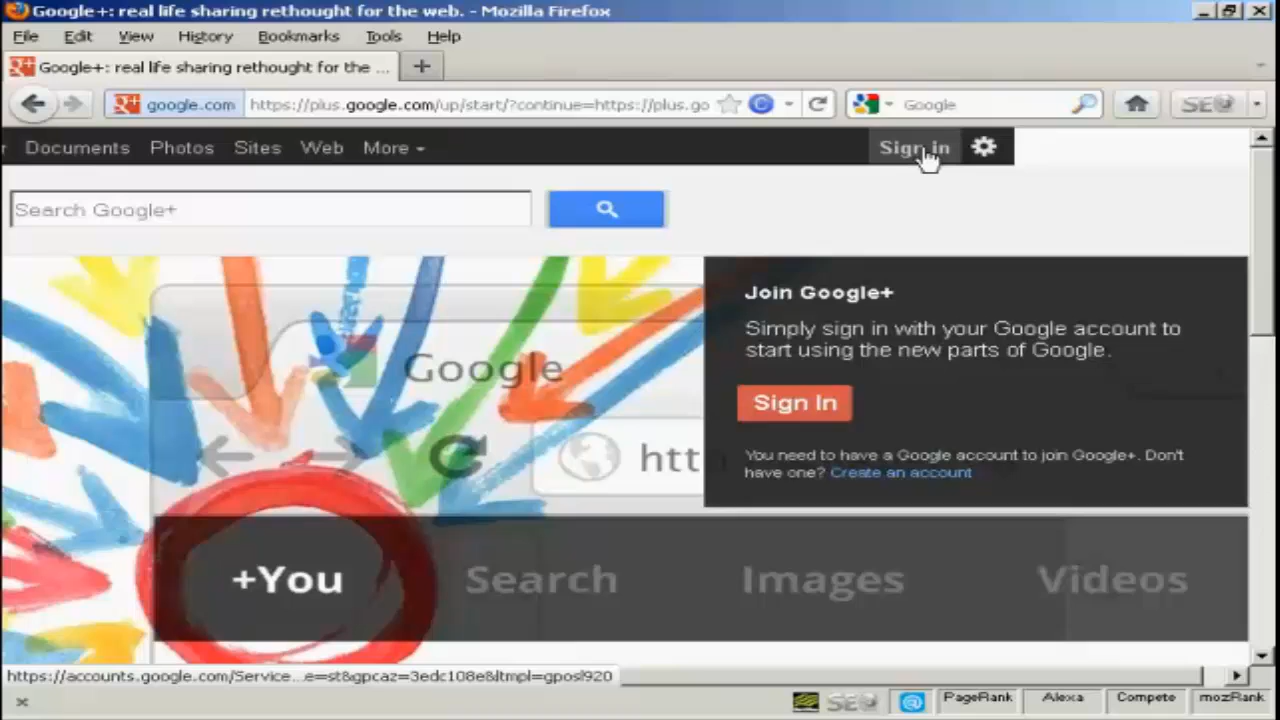 Google+: real life sharing rethought for the web. - Mozilla Firefox
File Edit View History Bookmarks Tools Help
Google+: real life sharing rethought for the ...
google.com https://plus.google.com/up/start/?continue=https://plus.go Google SEO
r Documents Photos Sites Web More Sign in
Search Google+
Join Google+
Simply sign in with your Google account to
start using the new parts of Google.
Google
Sign In
htt
You need to have a Google account to join Google+. Don't
have one? Create an account
+You Search Images Videos
https://accounts.google.com/Service...e=st&gpcaz=3edc108e&ltmpl=gposl920
SEO PageRank Alexa Compete mozRank